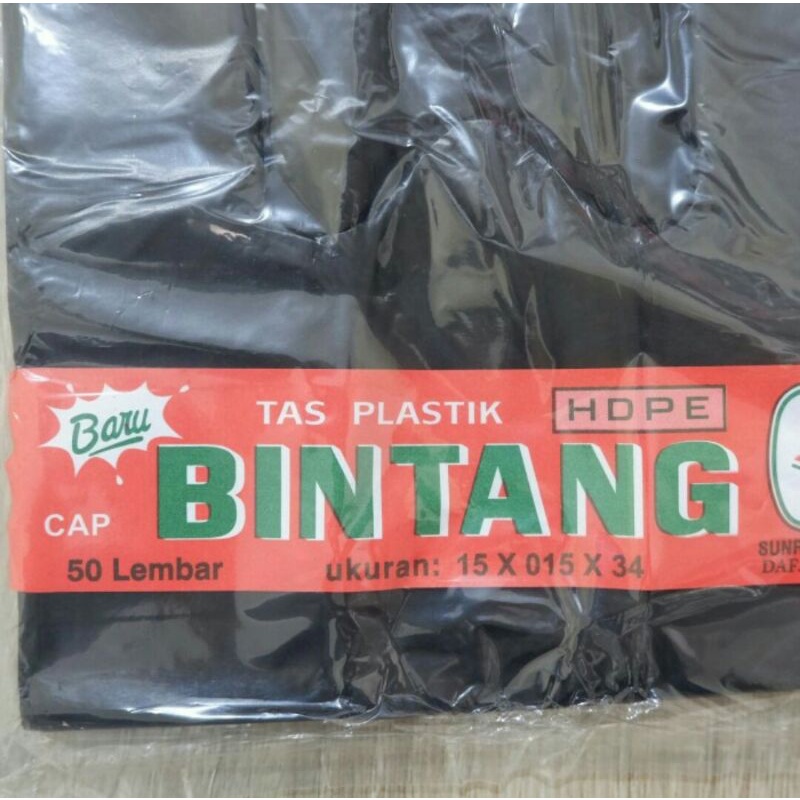 Baru
TAS PLASTIK HDPE
CAP BINTANG
50 Lembar ukuran: 15 X 015 X 34